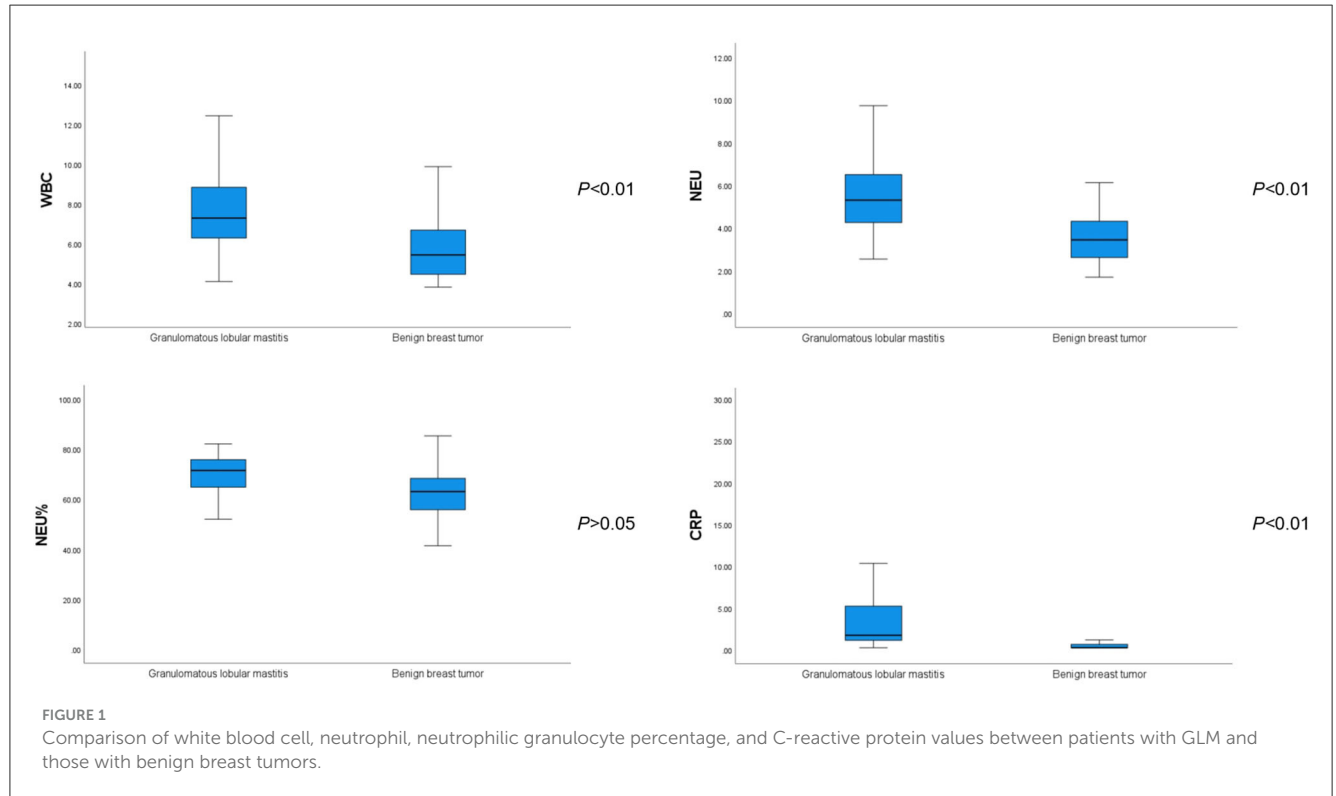 WBC
14.00
12.00
10.00
8.00
6.00
4.00
2.00
Granulomatous lobular mastitis
Benign breast tumor
P<0.01
NEU
12.00
10.00
8.00
6.00
4.00
2.00
.00
Granulomatous lobular mastitis
Benign breast tumor
P<0.01
NEU%
100.00
80.00
60.00
40.00
20.00
.00
Granulomatous lobular mastitis
Benign breast tumor
P>0.05
CRP
30.00
25.00
20.00
15.00
10.00
5.00
.00
Granulomatous lobular mastitis
Benign breast tumor
P<0.01
FIGURE 1
Comparison of white blood cell, neutrophil, neutrophilic granulocyte percentage, and C-reactive protein values between patients with GLM and
those with benign breast tumors.